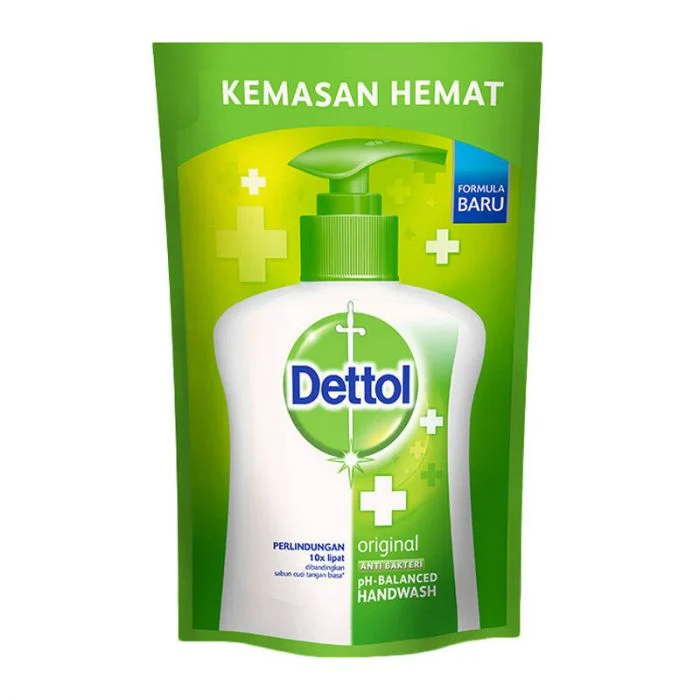 KEMASAN HEMAT
FORMULA
BARU
Dettol
PERLINDUNGAN
10x lipat
dibandingkan
sabun cuci tangan biasa*
original
ANTI BAKTERI
pH-BALANCED
HANDWASH